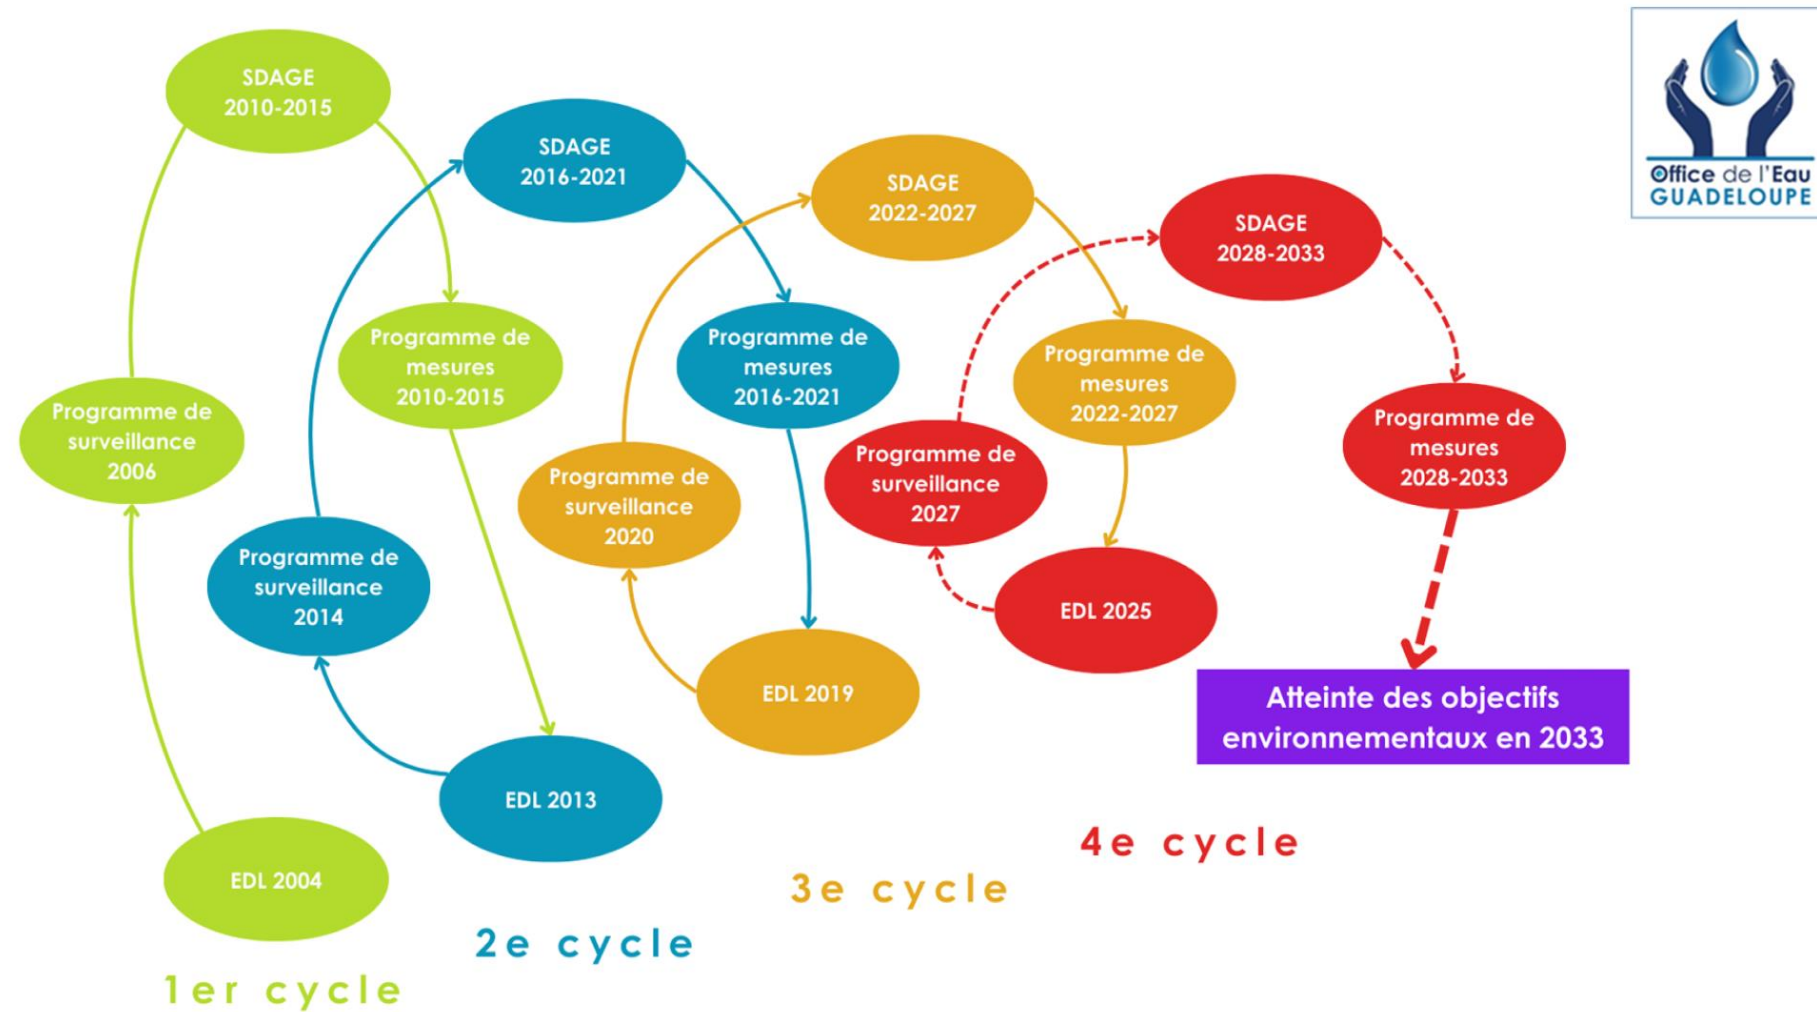 SDAGE
2010-2015
Programme de
mesures
2010-2015
Programme de
surveillance
2006
EDL 2004
1er cycle
SDAGE
2016-2021
Programme de
mesures
2016-2021
Programme de
surveillance
2014
EDL 2013
2e cycle
SDAGE
2022-2027
Programme de
mesures
2022-2027
Programme de
surveillance
2020
EDL 2019
3e cycle
SDAGE
2028-2033
Programme de
mesures
2028-2033
Programme de
surveillance
2027
EDL 2025
4e cycle
Atteinte des objectifs
environnementaux en 2033
Office de l'Eau
GUADELOUPE